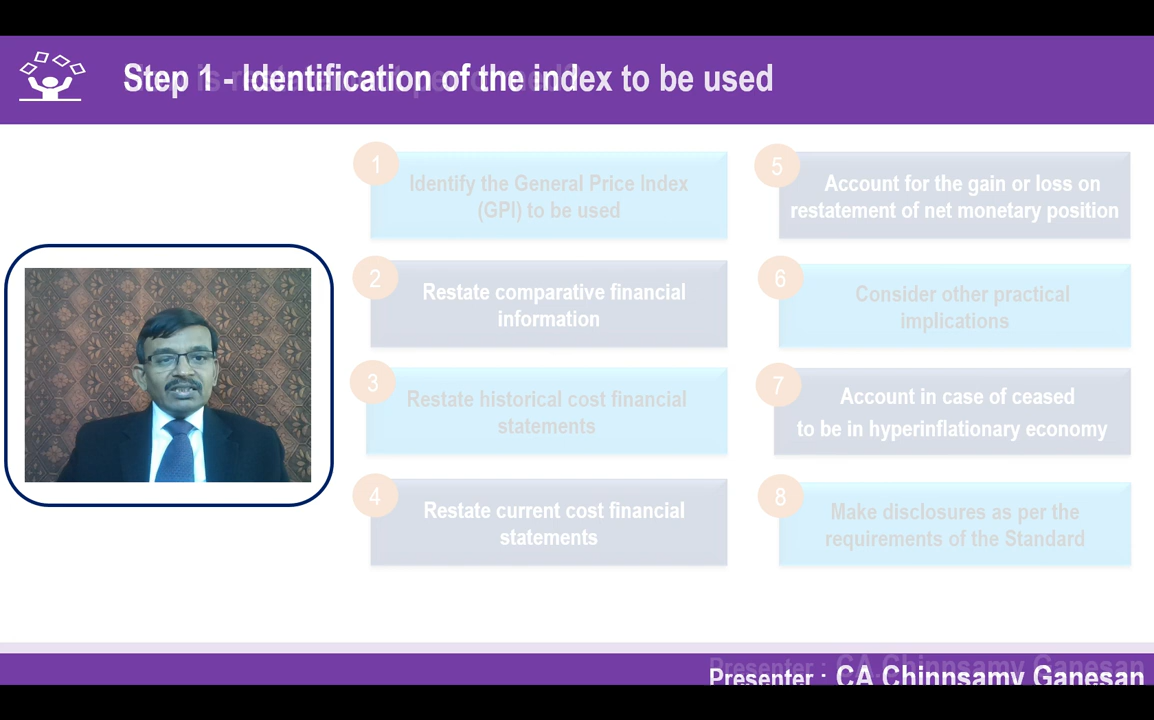 Step 1 - Identification of the index to be used
1
Identify the General Price Index
(GPI) to be used
2
Restate comparative financial
information
3
Restate historical cost financial
statements
4
Restate current cost financial
statements
5
Account for the gain or loss on
restatement of net monetary position
6
Consider other practical
implications
7
Account in case of ceased
to be in hyperinflationary economy
8
Make disclosures as per the
requirements of the Standard
Presenter : CA.Chinnsamy Ganesan